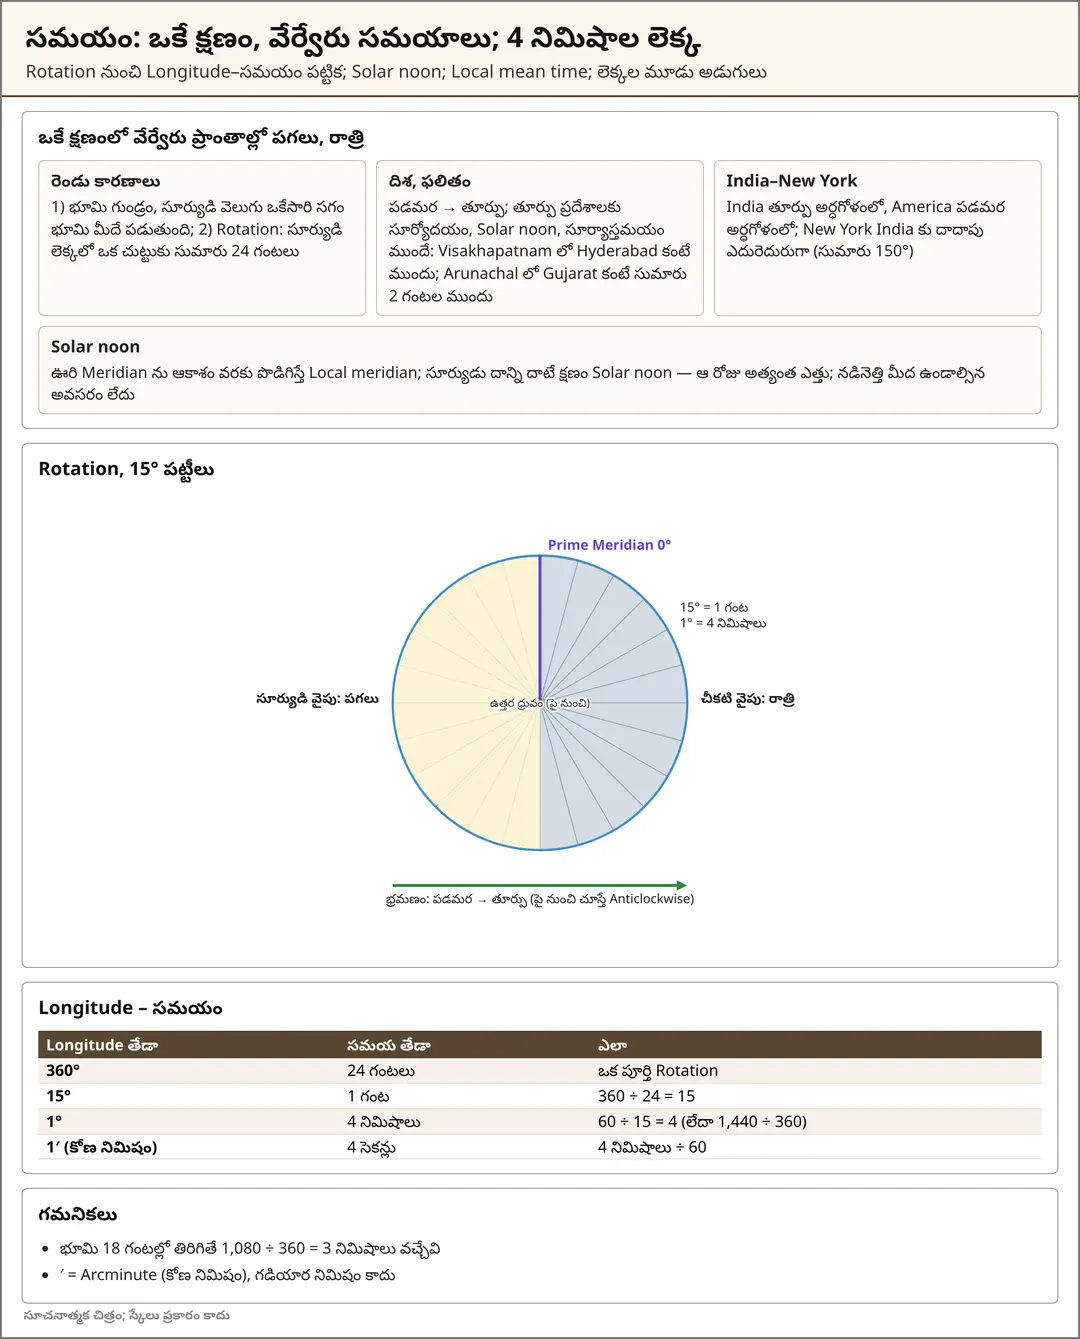 సమయం: ఒకే క్షణం, వేర్వేరు సమయాలు; 4 నిమిషాల లెక్క
Rotation నుంచి Longitude–సమయం పట్టిక; Solar noon; Local mean time; లెక్కల మూడు అడుగులు
ఒకే క్షణంలో వేర్వేరు ప్రాంతాల్లో పగలు, రాత్రి
రెండు కారణాలు
1) భూమి గుండ్రం, సూర్యుడి వెలుగు ఒకేసారి సగం
భూమి మీదే పడుతుంది; 2) Rotation: సూర్యుడి
లెక్కలో ఒక చుట్టుకు సుమారు 24 గంటలు
దిశ, ఫలితం
పడమర → తూర్పు; తూర్పు ప్రదేశాలకు
సూర్యోదయం, Solar noon, సూర్యాస్తమయం
ముందే: Visakhapatnam లో Hyderabad కంటే
ముందు; Arunachal లో Gujarat కంటే సుమారు
2 గంటల ముందు
India–New York
India తూర్పు అర్ధగోళంలో, America పడమర
అర్ధగోళంలో; New York India కు దాదాపు
ఎదురెదురుగా (సుమారు 150°)
Solar noon
ఊరి Meridian ను ఆకాశం వరకు పొడిగిస్తే Local meridian; సూర్యుడు దాన్ని దాటే క్షణం Solar noon — ఆ రోజు అత్యంత ఎత్తు; నడినెత్తి మీద ఉండాల్సిన
అవసరం లేదు
Rotation, 15° పట్టీలు
Prime Meridian 0°
15° = 1 గంట
1° = 4 నిమిషాలు
సూర్యుడి వైపు: పగలు
ఉత్తర ధ్రువం (పై నుంచి)
చీకటి వైపు: రాత్రి
భ్రమణం: పడమర → తూర్పు (పై నుంచి చూస్తే Anticlockwise)
Longitude – సమయం
Longitude తేడా సమయ తేడా ఎలా
360° 24 గంటలు ఒక పూర్తి Rotation
15° 1 గంట 360 ÷ 24 = 15
1° 4 నిమిషాలు 60 ÷ 15 = 4 (లేదా 1,440 ÷ 360)
1′ (కోణ నిమిషం) 4 సెకన్లు 4 నిమిషాలు ÷ 60
గమనికలు
• భూమి 18 గంటల్లో తిరిగితే 1,080 ÷ 360 = 3 నిమిషాలు వచ్చేవి
• ′ = Arcminute (కోణ నిమిషం), గడియార నిమిషం కాదు
సూచనాత్మక చిత్రం; స్కేలు ప్రకారం కాదు